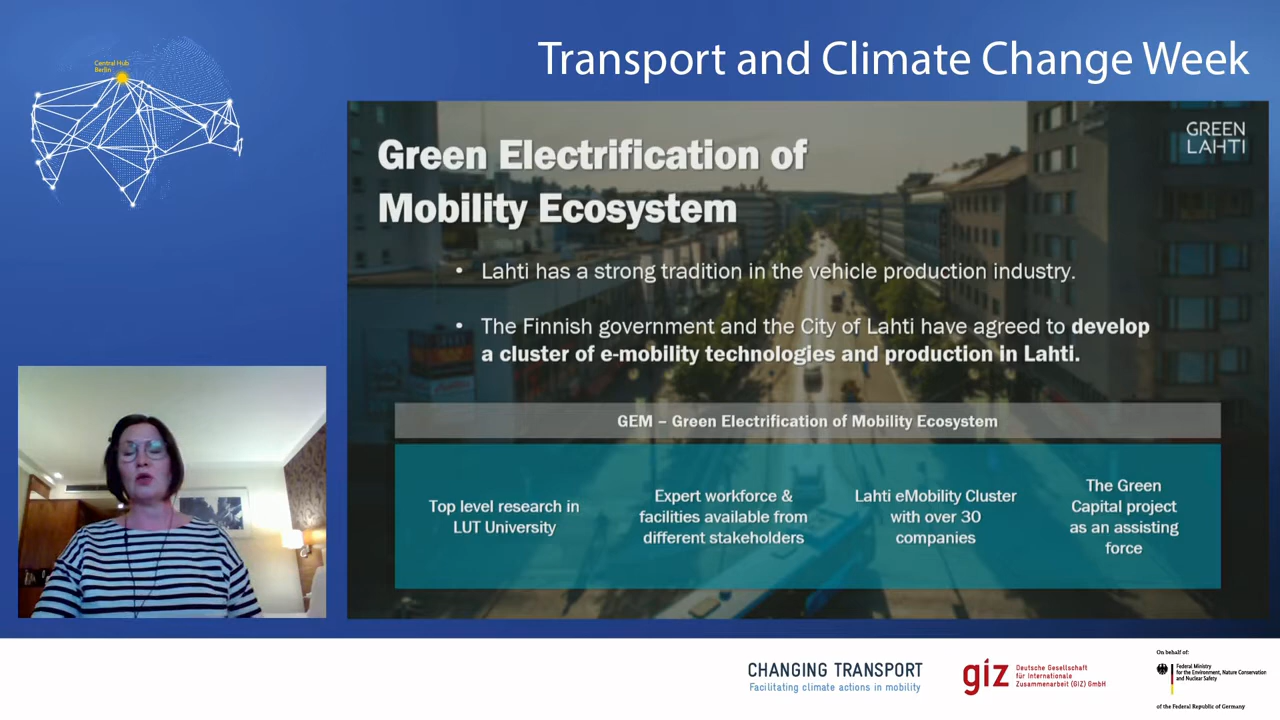 Central Hub
Berlin
Transport and Climate Change Week
GREEN
LAHTI
Green Electrification of
Mobility Ecosystem
• Lahti has a strong tradition in the vehicle production industry.
• The Finnish government and the City of Lahti have agreed to develop
a cluster of e-mobility technologies and production in Lahti.
GEM – Green Electrification of Mobility Ecosystem
Top level research in
LUT University
Expert workforce &
facilities available from
different stakeholders
Lahti eMobility Cluster
with over 30
companies
The Green
Capital project
as an assisting
force
CHANGING TRANSPORT
Facilitating climate actions in mobility
giz
Deutsche Gesellschaft
für Internationale
Zusammenarbeit (GIZ) GmbH
On behalf of:
Federal Ministry
for the Environment, Nature Conservation
and Nuclear Safety
of the Federal Republic of Germany